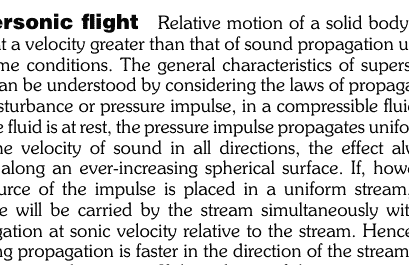 ersonic flight Relative motion of a solid body
t a velocity greater than that of sound propagation u
me conditions. The general characteristics of supers
an be understood by considering the laws of propaga
sturbance or pressure impulse, in a compressible flui
e fluid is at rest, the pressure impulse propagates unifo
he velocity of sound in all directions, the effect al
along an ever-increasing spherical surface. If, howe
urce of the impulse is placed in a uniform stream,
e will be carried by the stream simultaneously wit
gation at sonic velocity relative to the stream. Hence
ng propagation is faster in the direction of the stream